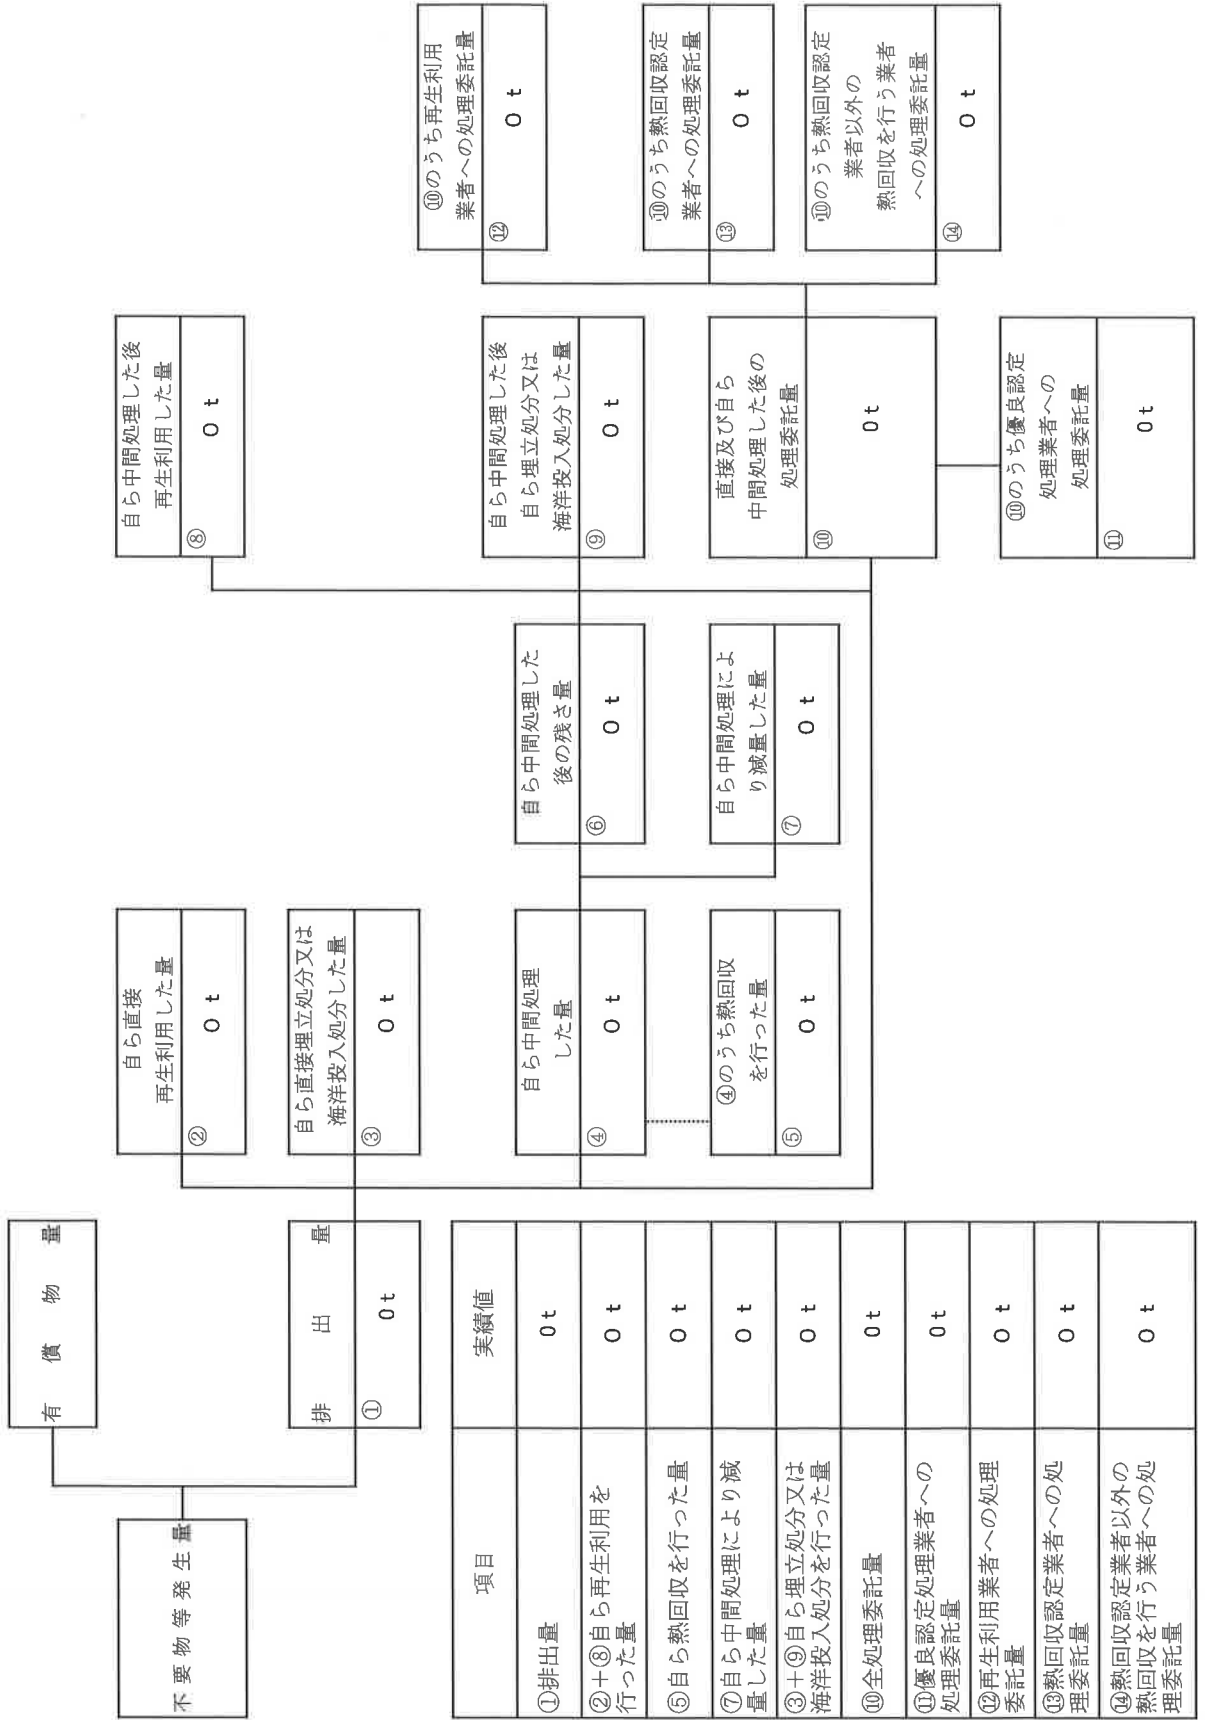 不要物等発生量
有償物量
排出量
①
0t
自ら直接
再生利用した量
②
0 t
自ら直接埋立処分又は
海洋投入処分した量
③
0 t
自ら中間処理
した量
④
0 t
④のうち熱回収
を行った量
⑤
0 t
自ら中間処理した
後の残さ量
⑥
0 t
自ら中間処理によ
り減量した量
⑦
0 t
自ら中間処理した後
再生利用した量
⑧
0 t
自ら中間処理した後
自ら埋立処分又は
海洋投入処分した量
⑨
0 t
直接及び自ら
中間処理した後の
処理委託量
⑩
0t
⑩のうち優良認定
処理業者への
処理委託量
⑪
0t
⑩のうち再生利用
業者への処理委託量
⑫
0 t
⑩のうち熱回収認定
業者への処理委託量
⑬
0 t
⑩のうち熱回収認定
業者以外の
熱回収を行う業者
への処理委託量
⑭
0 t
項目
実績値
①排出量
0t
②+⑧自ら再生利用を
行った量
0 t
⑤自ら熱回収を行った量
0 t
⑦自ら中間処理により減
量した量
0 t
③+⑨自ら埋立処分又は
海洋投入処分を行った量
0 t
⑩全処理委託量
0t
⑪優良認定処理業者への
処理委託量
0t
⑫再生利用業者への処理
委託量
0 t
⑬熱回収認定業者への処
理委託量
0 t
⑭熱回収認定業者以外の
熱回収を行う業者への処
理委託量
0 t